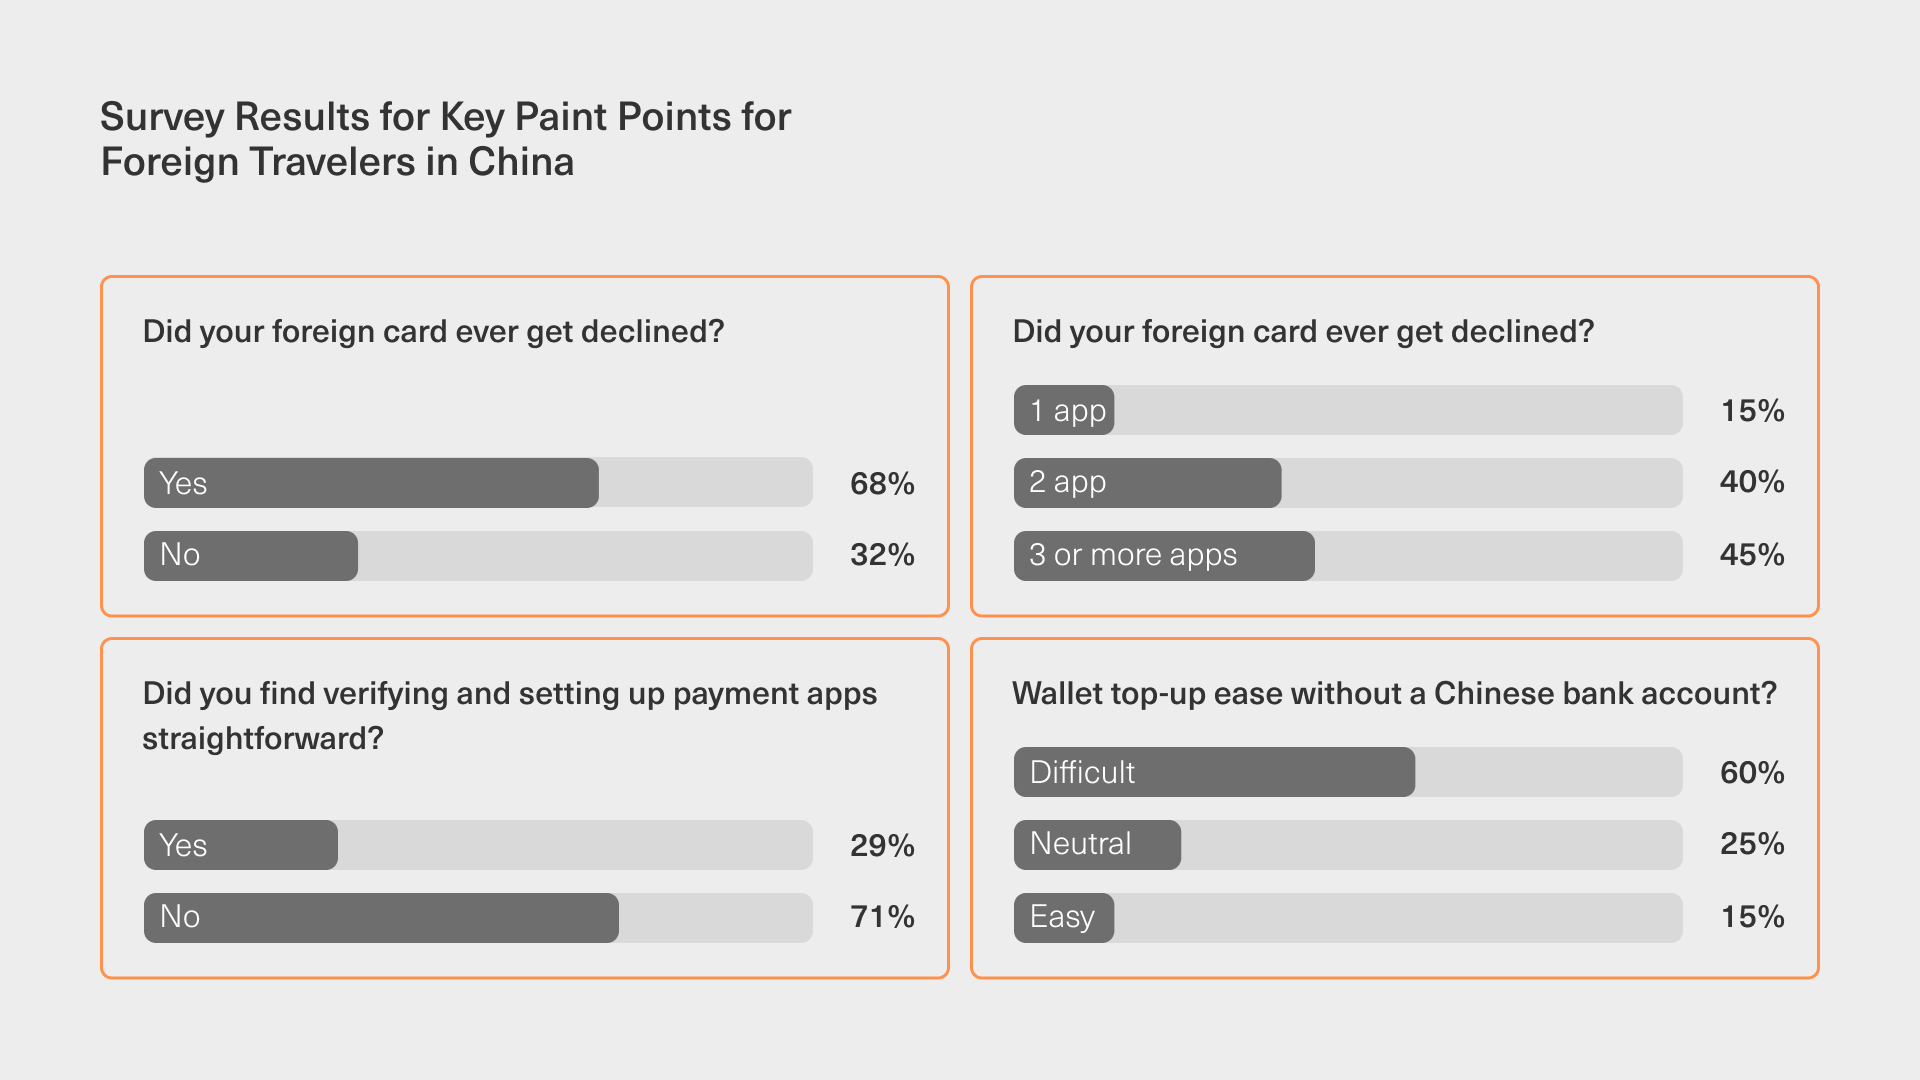 Survey Results for Key Paint Points for
Foreign Travelers in China
Did your foreign card ever get declined?
Yes 68%
No 32%
Did your foreign card ever get declined?
1 app 15%
2 app 40%
3 or more apps 45%
Did you find verifying and setting up payment apps
straightforward?
Yes 29%
No 71%
Wallet top-up ease without a Chinese bank account?
Difficult 60%
Neutral 25%
Easy 15%